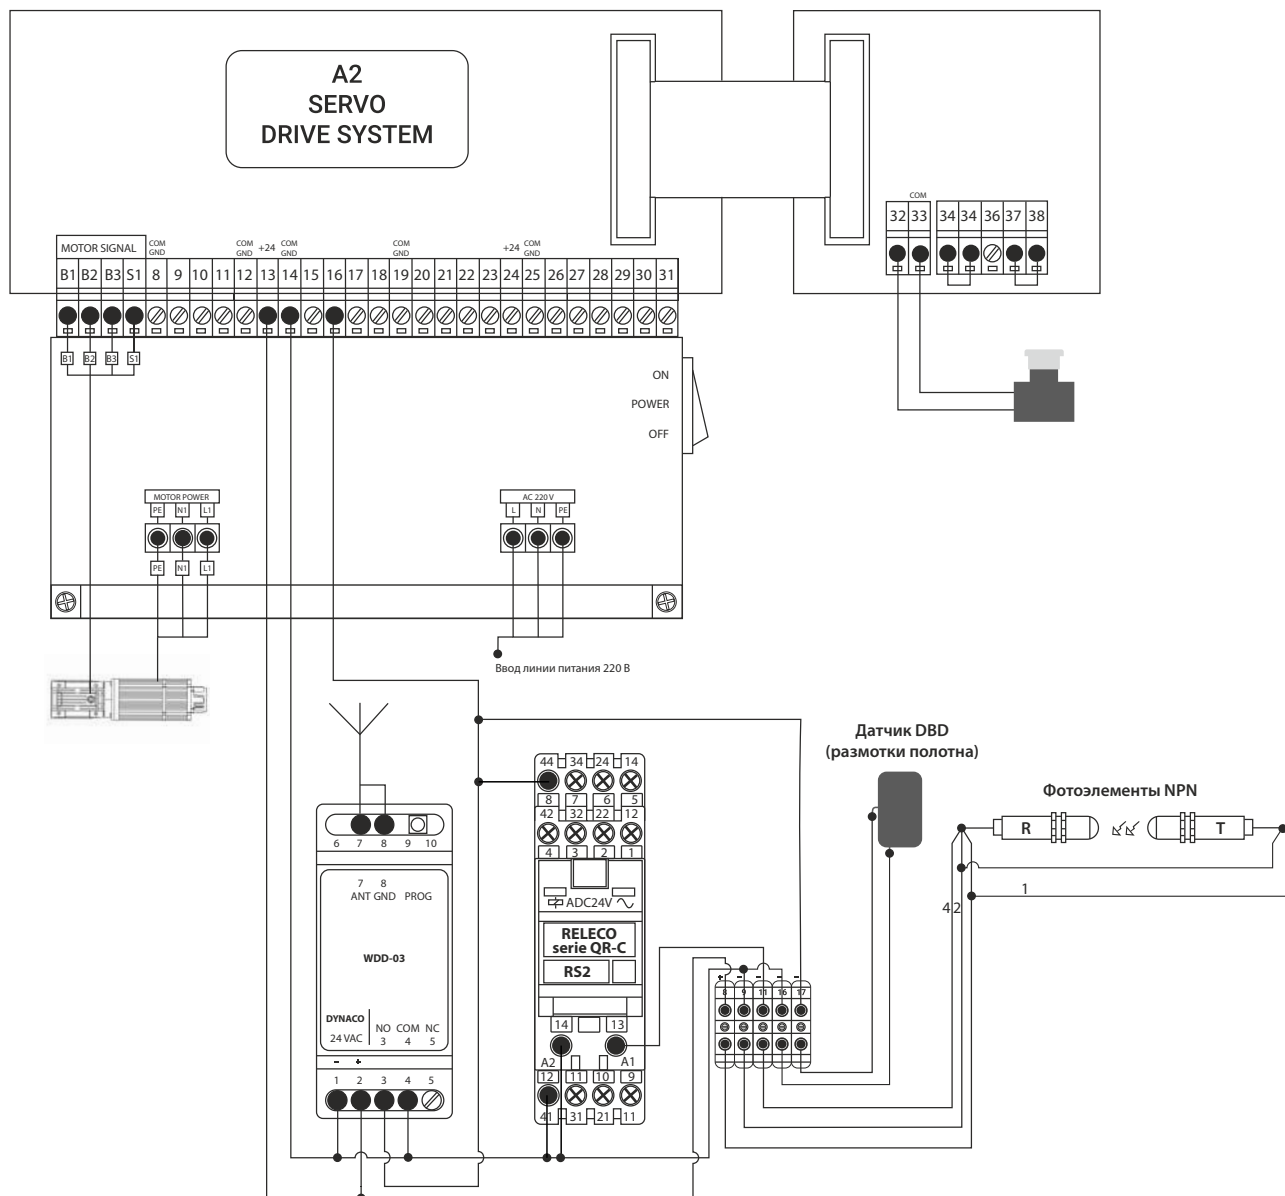 A2
SERVO
DRIVE SYSTEM
COM
MOTOR SIGNAL
COM GND
COM GND
+24
COM GND
COM GND
+24
COM GND
B1 B2 B3 S1 8 9 10 11 12 13 14 15 16 17 18 19 20 21 22 23 24 25 26 27 28 29 30 31
32 33 34 34 36 37 38
B1 B2 B3 S1
ON
POWER
OFF
MOTOR POWER
PE N1 L1
PE N1 L1
AC 220 V
L N PE
Ввод линии питания 220 В
Датчик DBD
(размотки полотна)
Фотоэлементы NPN
R
T
1
4 2
6 7 8 9 10
7 8
ANT GND PROG
WDD-03
DYNACO
24 VAC
NO COM NC
3 4 5
- +
1 2 3 4 5
44 34 24 14
8 7 6 5
42 32 22 12
4 3 2 1
ADC24V
RELECO
serie QR-C
RS2
14 13
A2 A1
12 11 10 9
41 31 21 11
+ - - - -
8 9 11 16 17